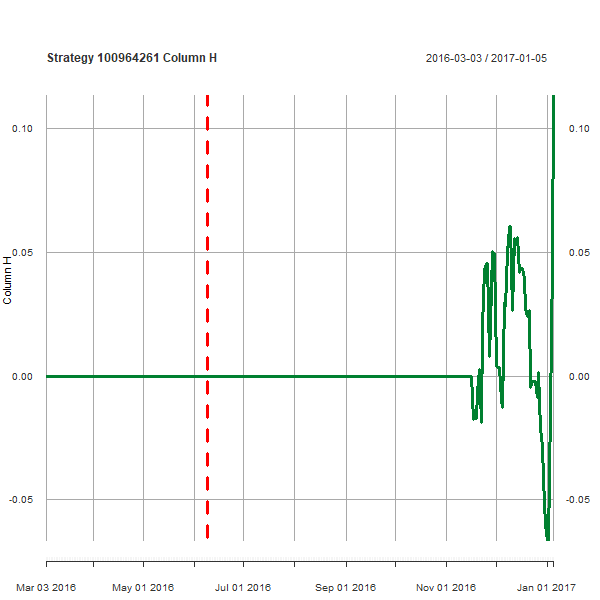 Strategy 100964261 Column H
2016-03-03 / 2017-01-05
0.10
0.10
0.05
0.05
Column H
0.00
0.00
-0.05
-0.05
Mar 03 2016
May 01 2016
Jul 01 2016
Sep 01 2016
Nov 01 2016
Jan 01 2017